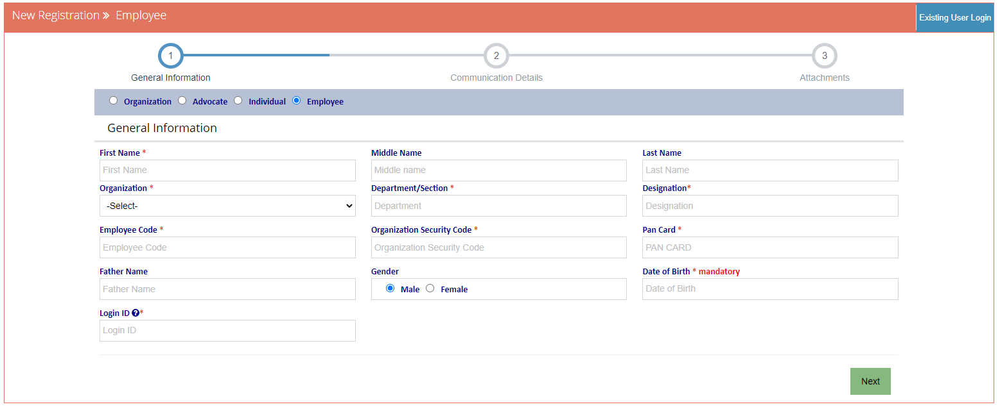 New Registration » Employee
Existing User Login
1 2 3
General Information Communication Details Attachments
Organization Advocate Individual Employee
General Information
First Name * Middle Name Last Name
First Name Middle name Last Name
Organization * Department/Section * Designation*
-Select- Department Designation
Employee Code * Organization Security Code * Pan Card *
Employee Code Organization Security Code PAN CARD
Father Name Gender Date of Birth * mandatory
Father Name Male Female Date of Birth
Login ID ?*
Login ID
Next